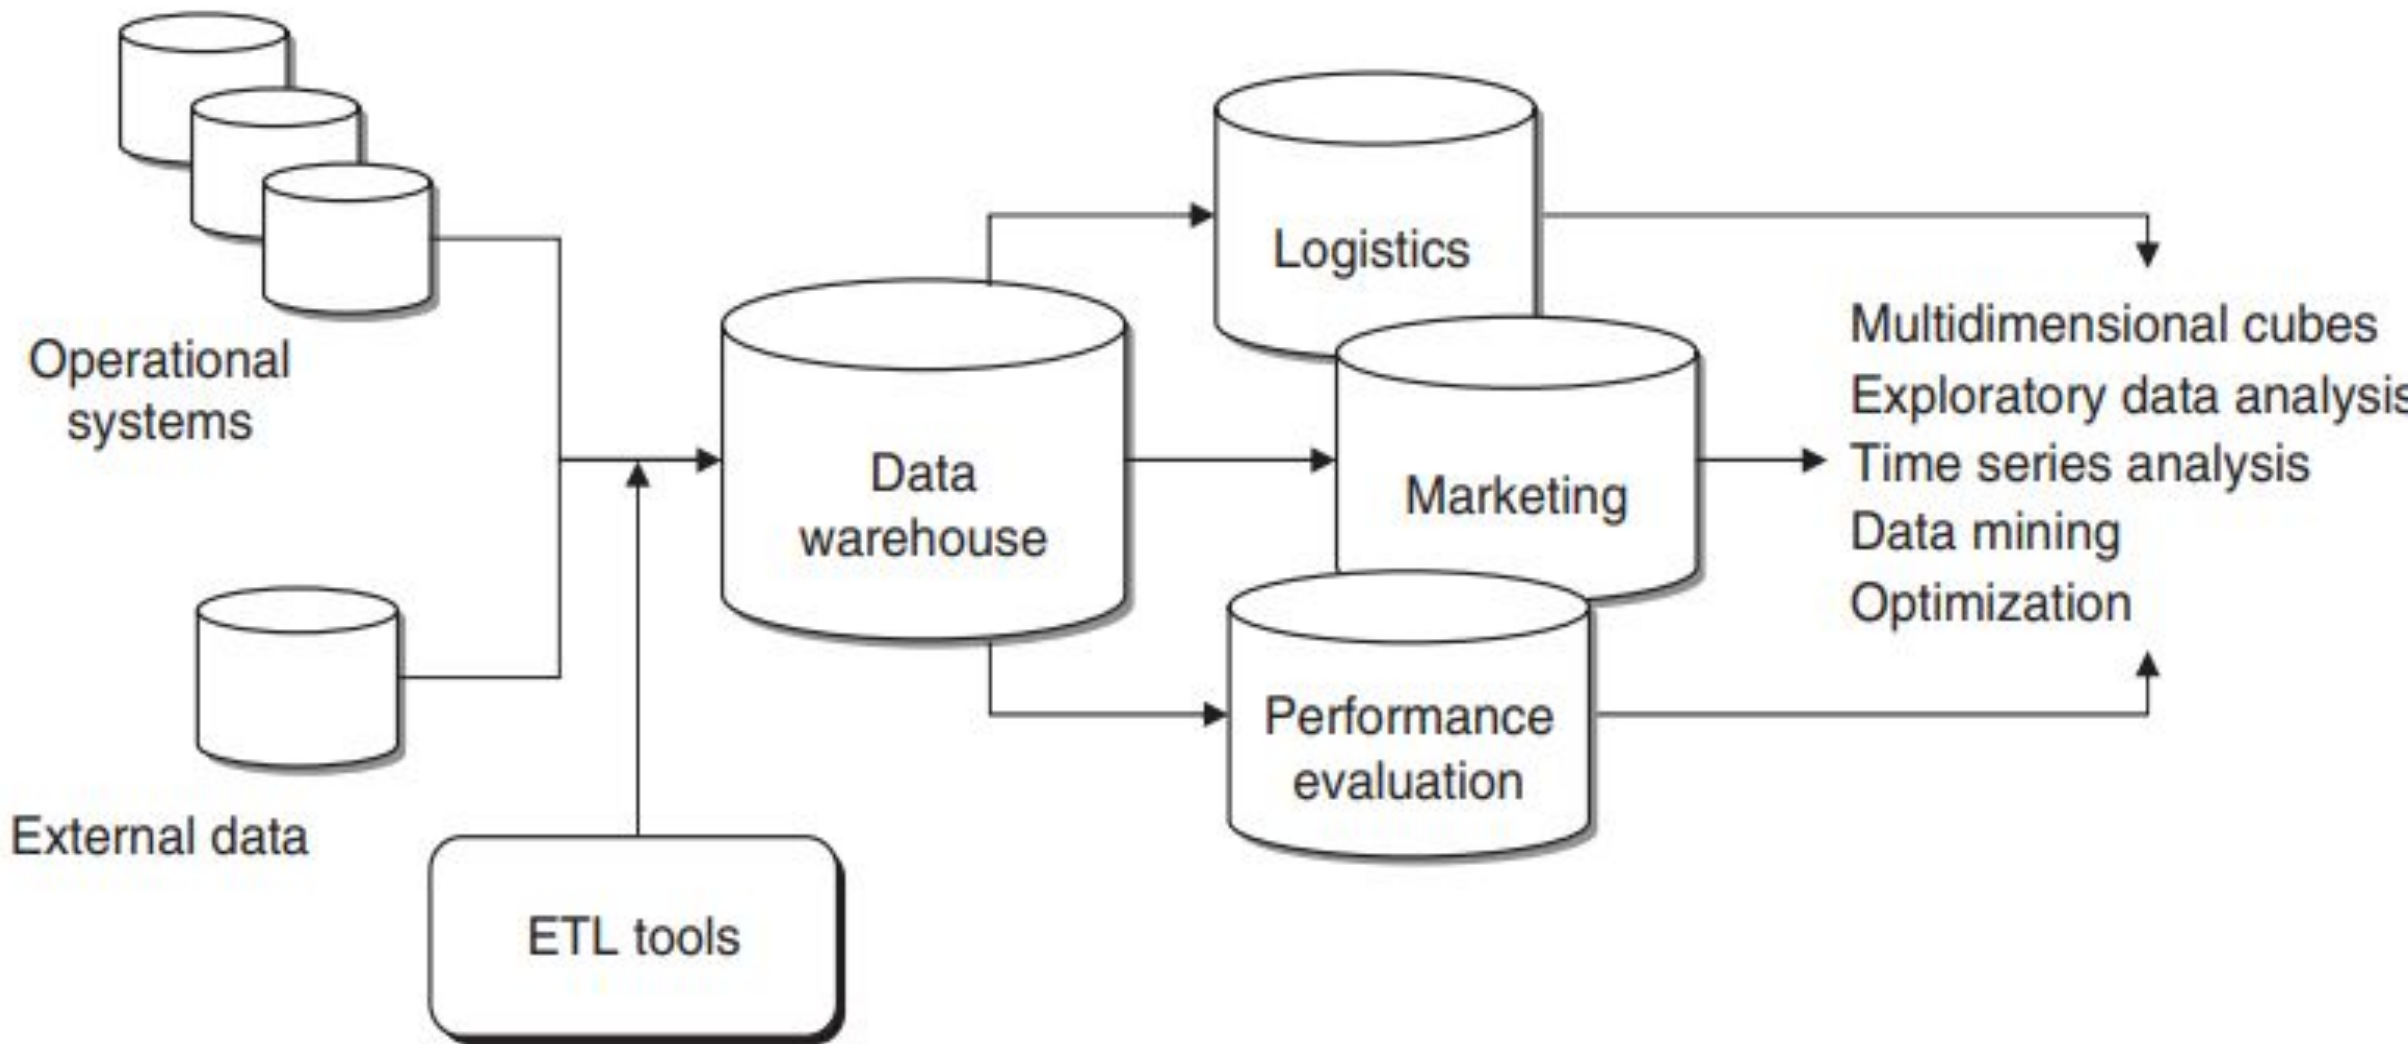 Operational
systems
External data
ETL tools
Data
warehouse
Logistics
Marketing
Performance
evaluation
Multidimensional cubes
Exploratory data analysis
Time series analysis
Data mining
Optimization